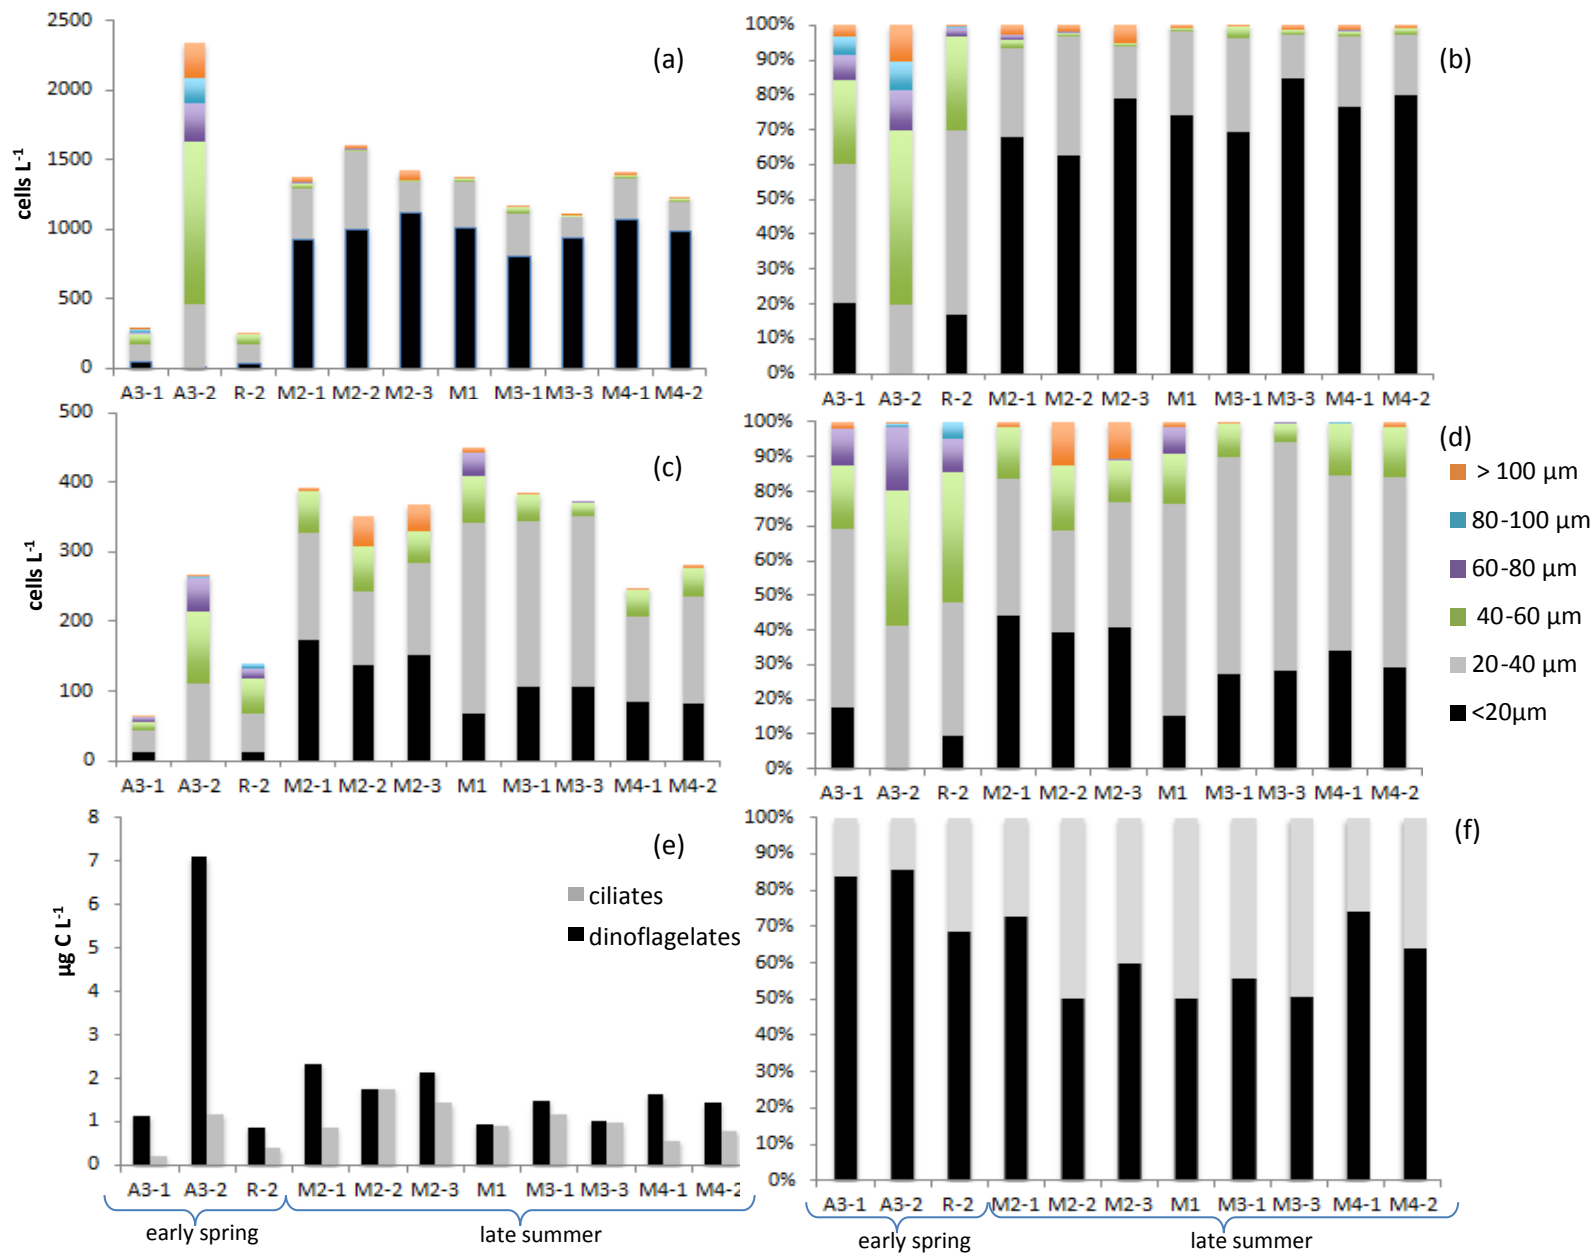 (a)
cells L-1
2500
2000
1500
1000
500
0
A3-1 A3-2 R-2 M2-1 M2-2 M2-3 M1 M3-1 M3-3 M4-1 M4-2
(b)
100%
90%
80%
70%
60%
50%
40%
30%
20%
10%
0%
A3-1 A3-2 R-2 M2-1 M2-2 M2-3 M1 M3-1 M3-3 M4-1 M4-2
(c)
cells L-1
500
400
300
200
100
0
A3-1 A3-2 R-2 M2-1 M2-2 M2-3 M1 M3-1 M3-3 M4-1 M4-2
(d)
100%
90%
80%
70%
60%
50%
40%
30%
20%
10%
0%
A3-1 A3-2 R-2 M2-1 M2-2 M2-3 M1 M3-1 M3-3 M4-1 M4-2
> 100 µm
80-100 µm
60-80 µm
40-60 µm
20-40 µm
<20µm
(e)
µg C L-1
8
7
6
5
4
3
2
1
0
ciliates
dinoflagelates
A3-1 A3-2 R-2 M2-1 M2-2 M2-3 M1 M3-1 M3-3 M4-1 M4-2
early spring late summer
(f)
100%
90%
80%
70%
60%
50%
40%
30%
20%
10%
0%
A3-1 A3-2 R-2 M2-1 M2-2 M2-3 M1 M3-1 M3-3 M4-1 M4-2
early spring late summer